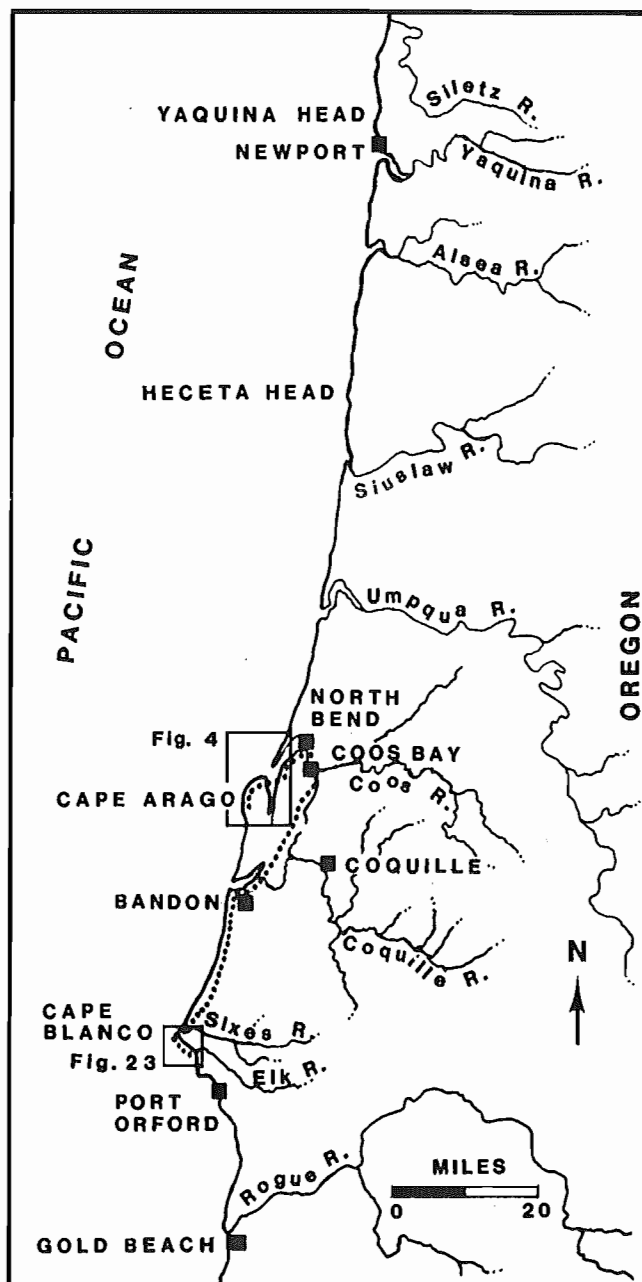 Siletz R.
YAQUINA HEAD
NEWPORT
Yaquina R.
Alsea R.
OCEAN
HECETA HEAD
Siuslaw R.
PACIFIC
Umpqua R.
OREGON
NORTH
BEND
Fig. 4
COOS BAY
CAPE ARAGO
Coos R.
COQUILLE
BANDON
Coquille R.
N
CAPE
BLANCO
Sixes R.
Fig. 23
Elk R.
PORT
ORFORD
MILES
0 20
Rogue R.
GOLD BEACH